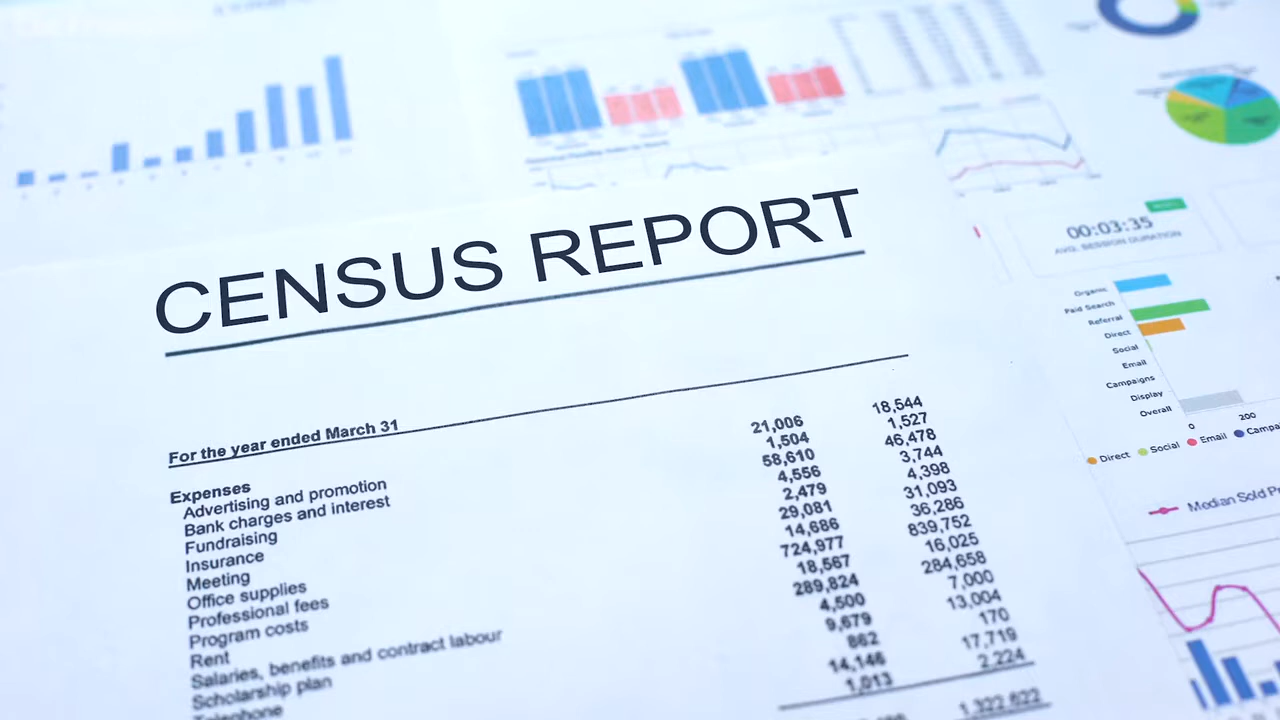 CENSUS REPORT
For the year ended March 31
Expenses
Advertising and promotion 21,006 18,544
Bank charges and interest 1,504 1,527
Fundraising 58,610 46,478
Insurance 4,556 3,744
Meeting 2,479 4,398
Office supplies 29,081 31,093
Professional fees 14,686 36,286
Program costs 724,977 839,752
Rent 18,567 16,025
Salaries, benefits and contract labour 289,824 284,658
Scholarship plan 4,500 7,000
Telephone 9,679 13,004
862 170
14,146 17,719
1,013 2,224
1,322,622
00:03:35
AVG. SESSION DURATION
Organic
Paid Search
Referral
Direct
Social
Email
Campaigns
Display
Overall
0 200
Direct Social Email
Median Sold